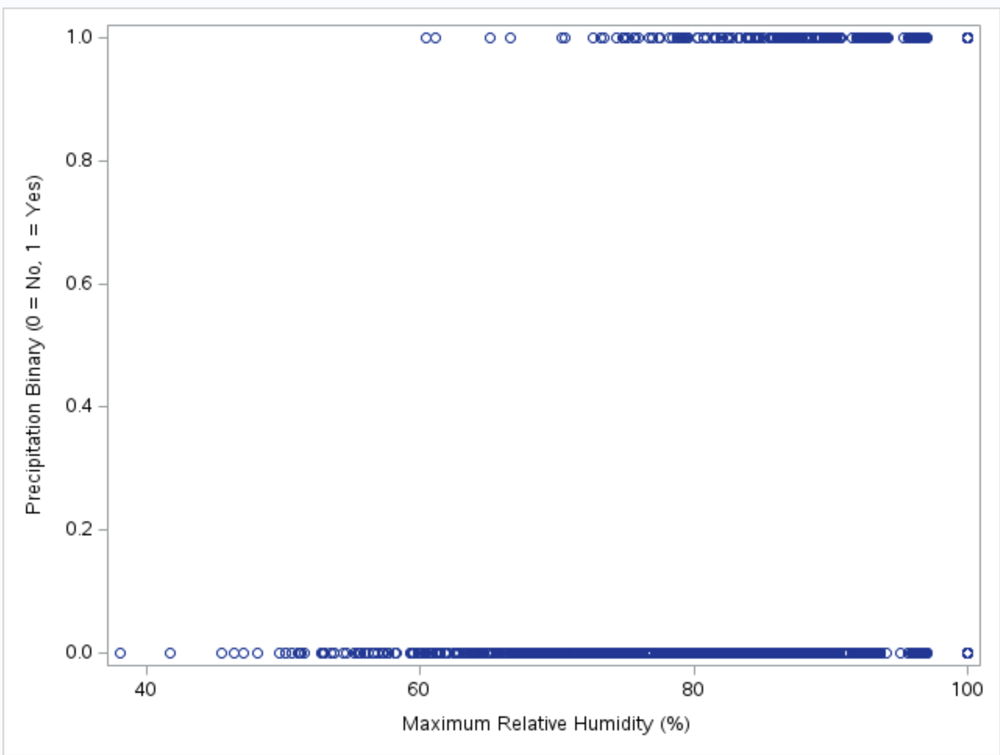 1.0
0.8
0.6
0.4
0.2
0.0
Precipitation Binary (0 = No, 1 = Yes)
40 60 80 100
Maximum Relative Humidity (%)